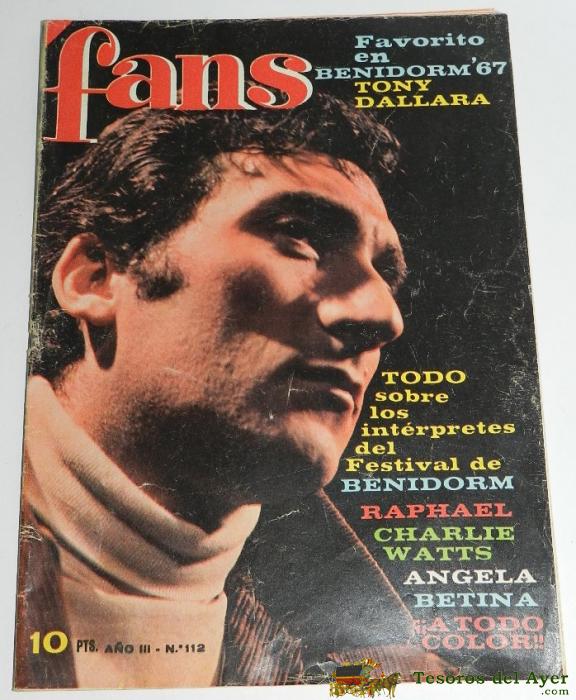 fans
Favorito
en
BENIDORM'67
TONY
DALLARA
TODO
sobre
los
intérpretes
del
Festival de
BENIDORM
RAPHAEL
CHARLIE
WATTS
ANGELA
BETINA
¡¡A TODO
COLOR!!
10 PTS. AÑO III - N.º 112
Tesoros del Ayer
.com